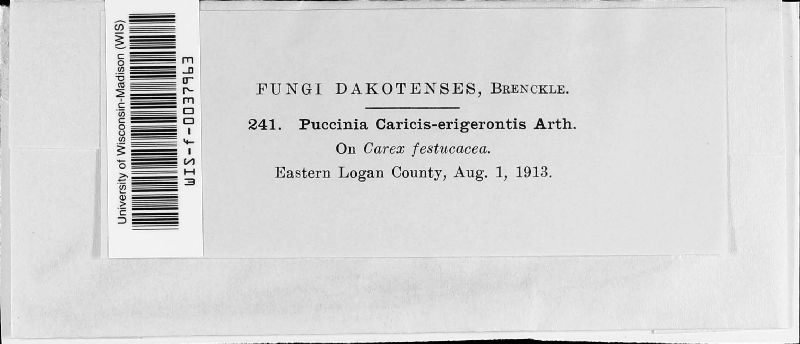 University of Wisconsin-Madison (WIS)
WIS-f-0037963
FUNGI DAKOTENSES, BRENCKLE.
241. Puccinia Caricis-erigerontis Arth.
On Carex festucacea.
Eastern Logan County, Aug. 1, 1913.